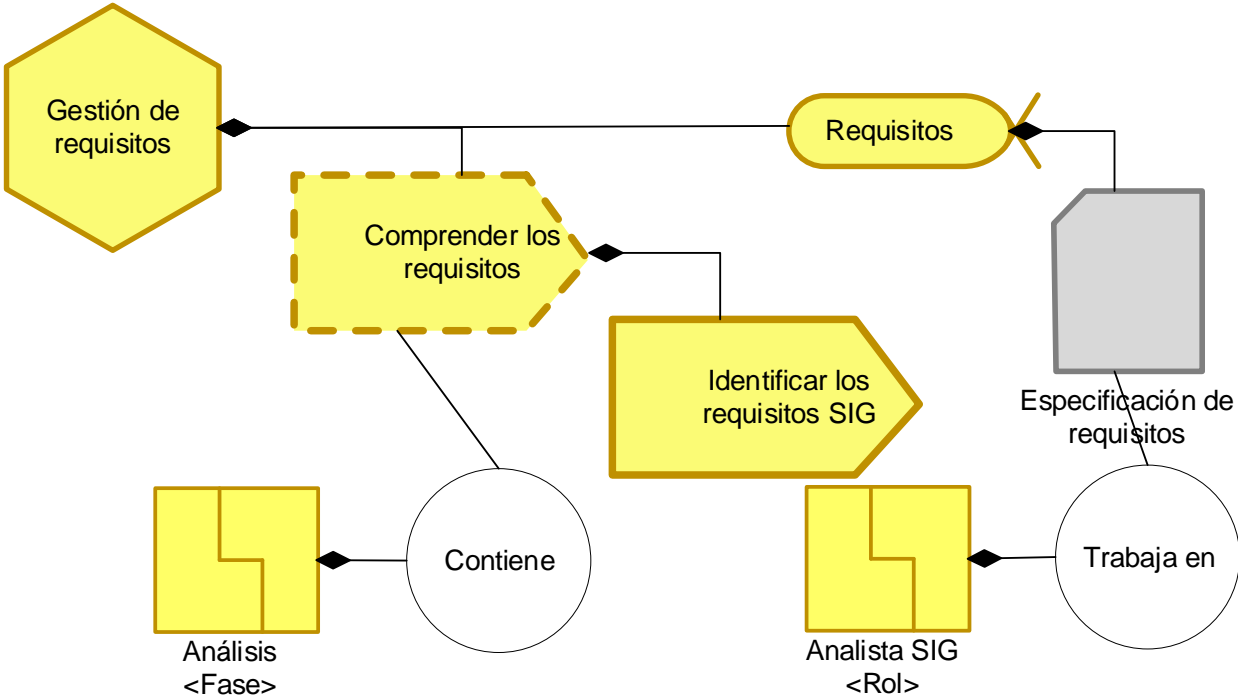 Gestión de
requisitos
Requisitos
Comprender los
requisitos
Identificar los
requisitos SIG
Especificación de
requisitos
Contiene
Trabaja en
Análisis
<Fase>
Analista SIG
<Rol>